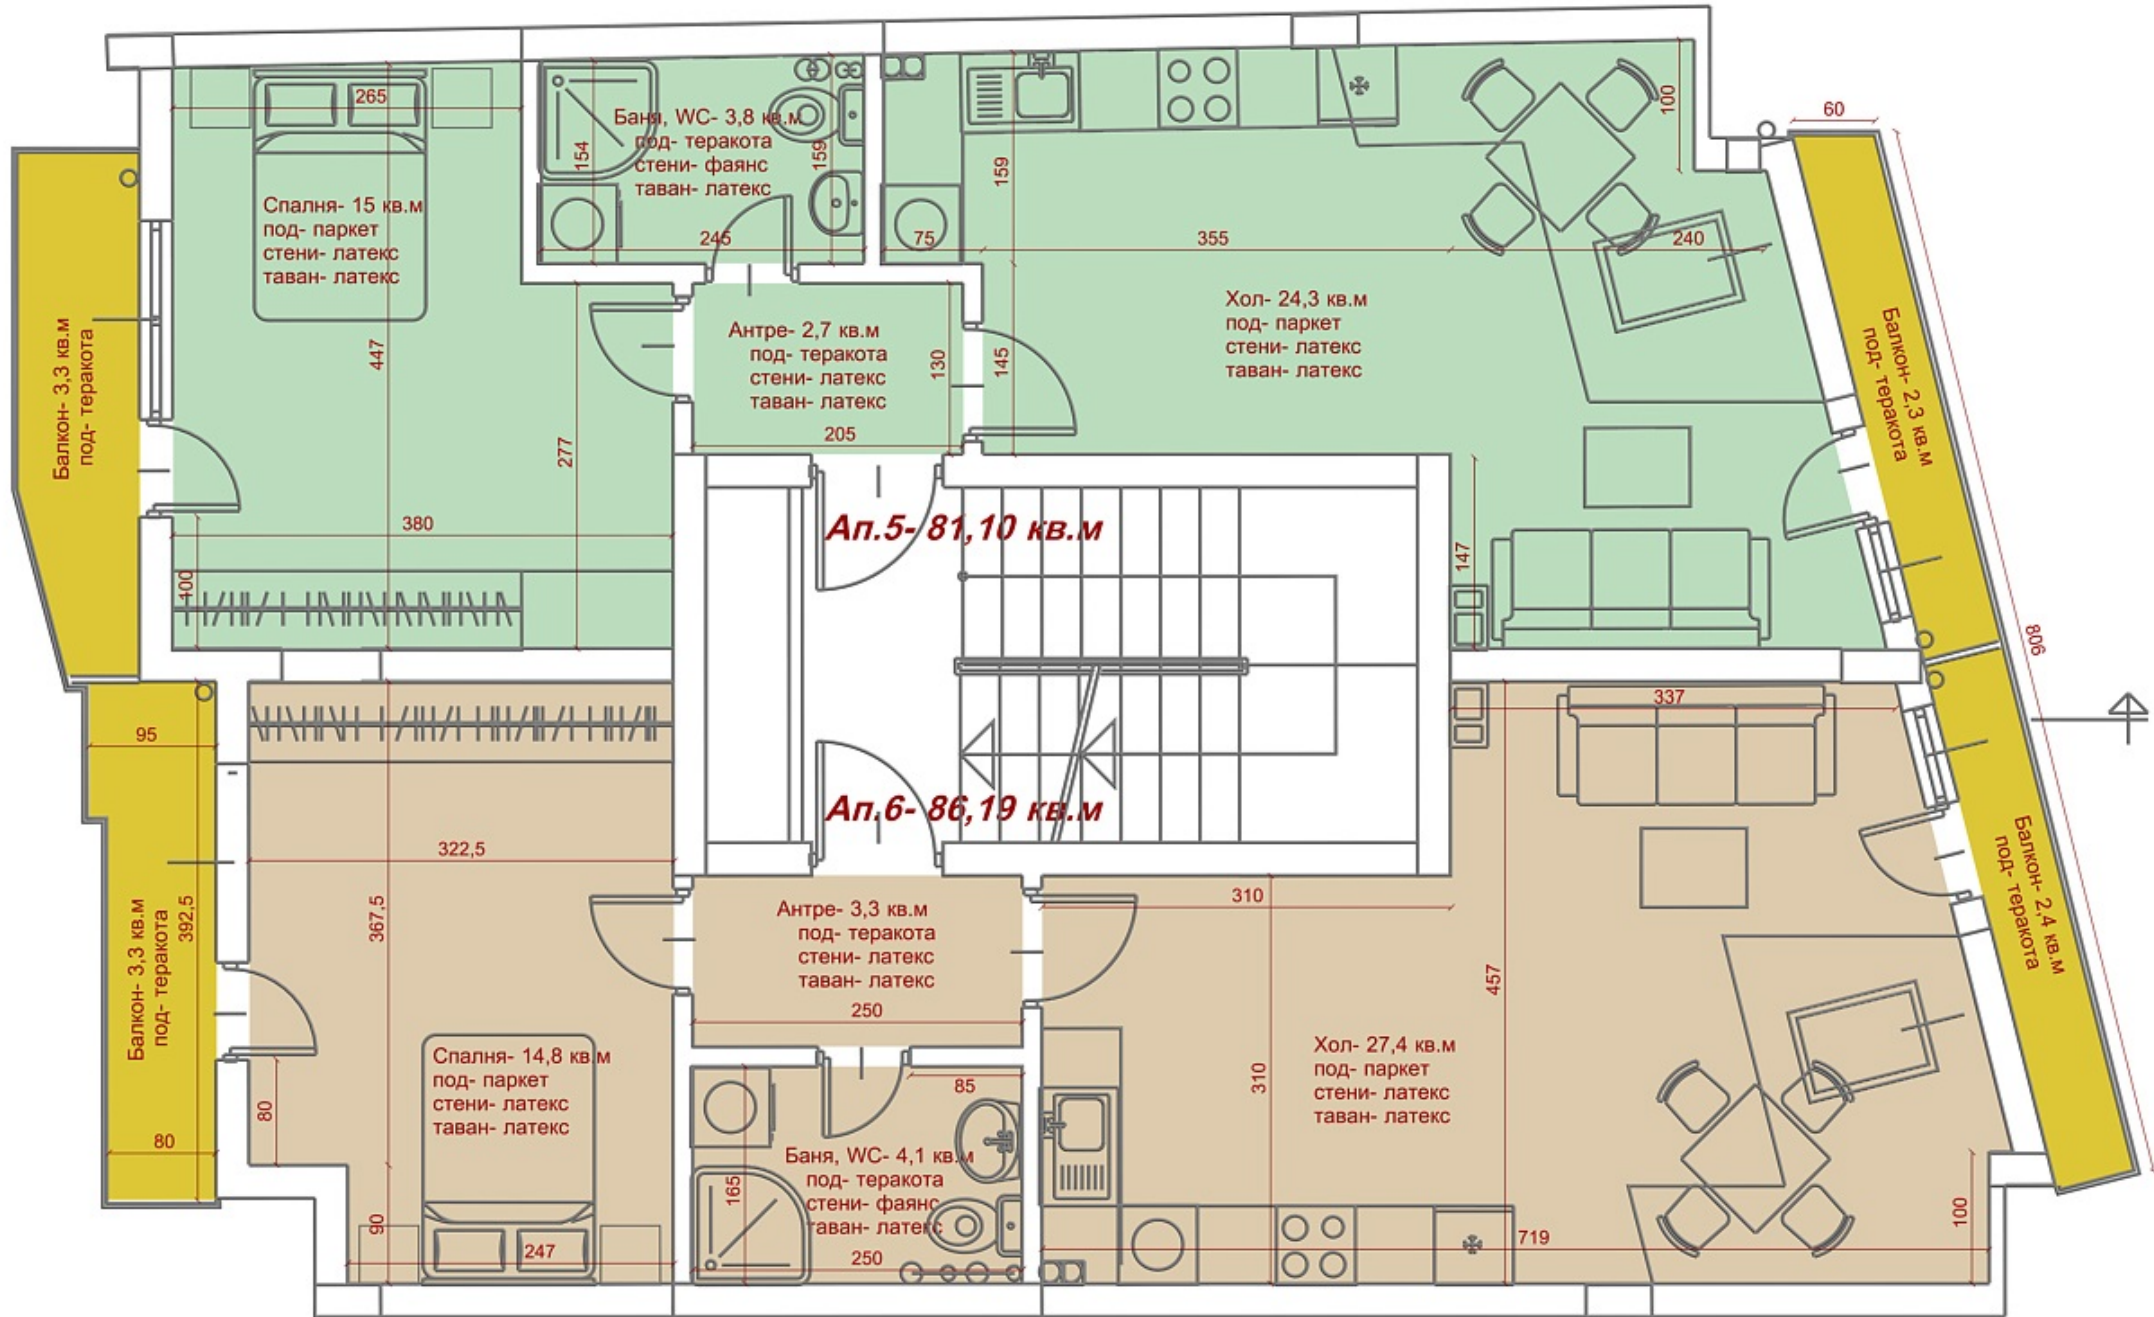 265
Баня, WC- 3,8 кв.м
под- теракота
стени- фаянс
таван- латекс
154
159
245
Спалня- 15 кв.м
под- паркет
стени- латекс
таван- латекс
447
277
380
100
Балкон- 3,3 кв.м
под- теракота
Антре- 2,7 кв.м
под- теракота
стени- латекс
таван- латекс
130
205
159
145
75
355
240
100
60
Хол- 24,3 кв.м
под- паркет
стени- латекс
таван- латекс
147
Балкон- 2,3 кв.м
под- теракота
806
Ап.5- 81,10 кв.м
Ап.6- 86,19 кв.м
95
392,5
80
Балкон- 3,3 кв.м
под- теракота
322,5
367,5
80
90
247
Спалня- 14,8 кв.м
под- паркет
стени- латекс
таван- латекс
Антре- 3,3 кв.м
под- теракота
стени- латекс
таван- латекс
250
85
Баня, WC- 4,1 кв.м
под- теракота
стени- фаянс
таван- латекс
165
250
337
310
457
310
Хол- 27,4 кв.м
под- паркет
стени- латекс
таван- латекс
719
100
Балкон- 2,4 кв.м
под- теракота